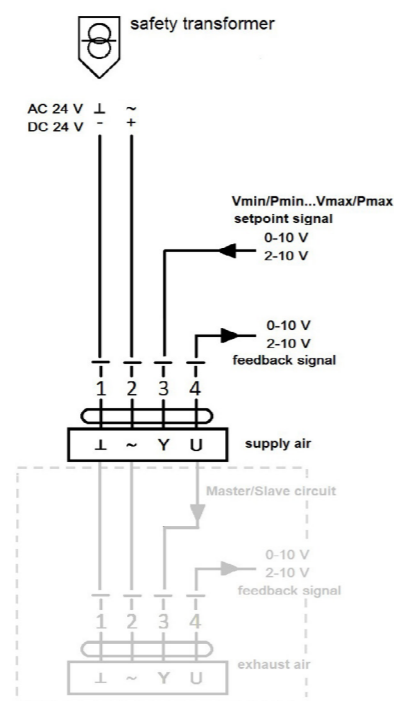 safety transformer
AC 24 V ⊥ ~
DC 24 V - +
Vmin/Pmin...Vmax/Pmax
setpoint signal
0-10 V
2-10 V
0-10 V
2-10 V
feedback signal
1 2 3 4
⊥ ~ Y U
supply air
Master/Slave circuit
0-10 V
2-10 V
feedback signal
1 2 3 4
⊥ ~ Y U
exhaust air